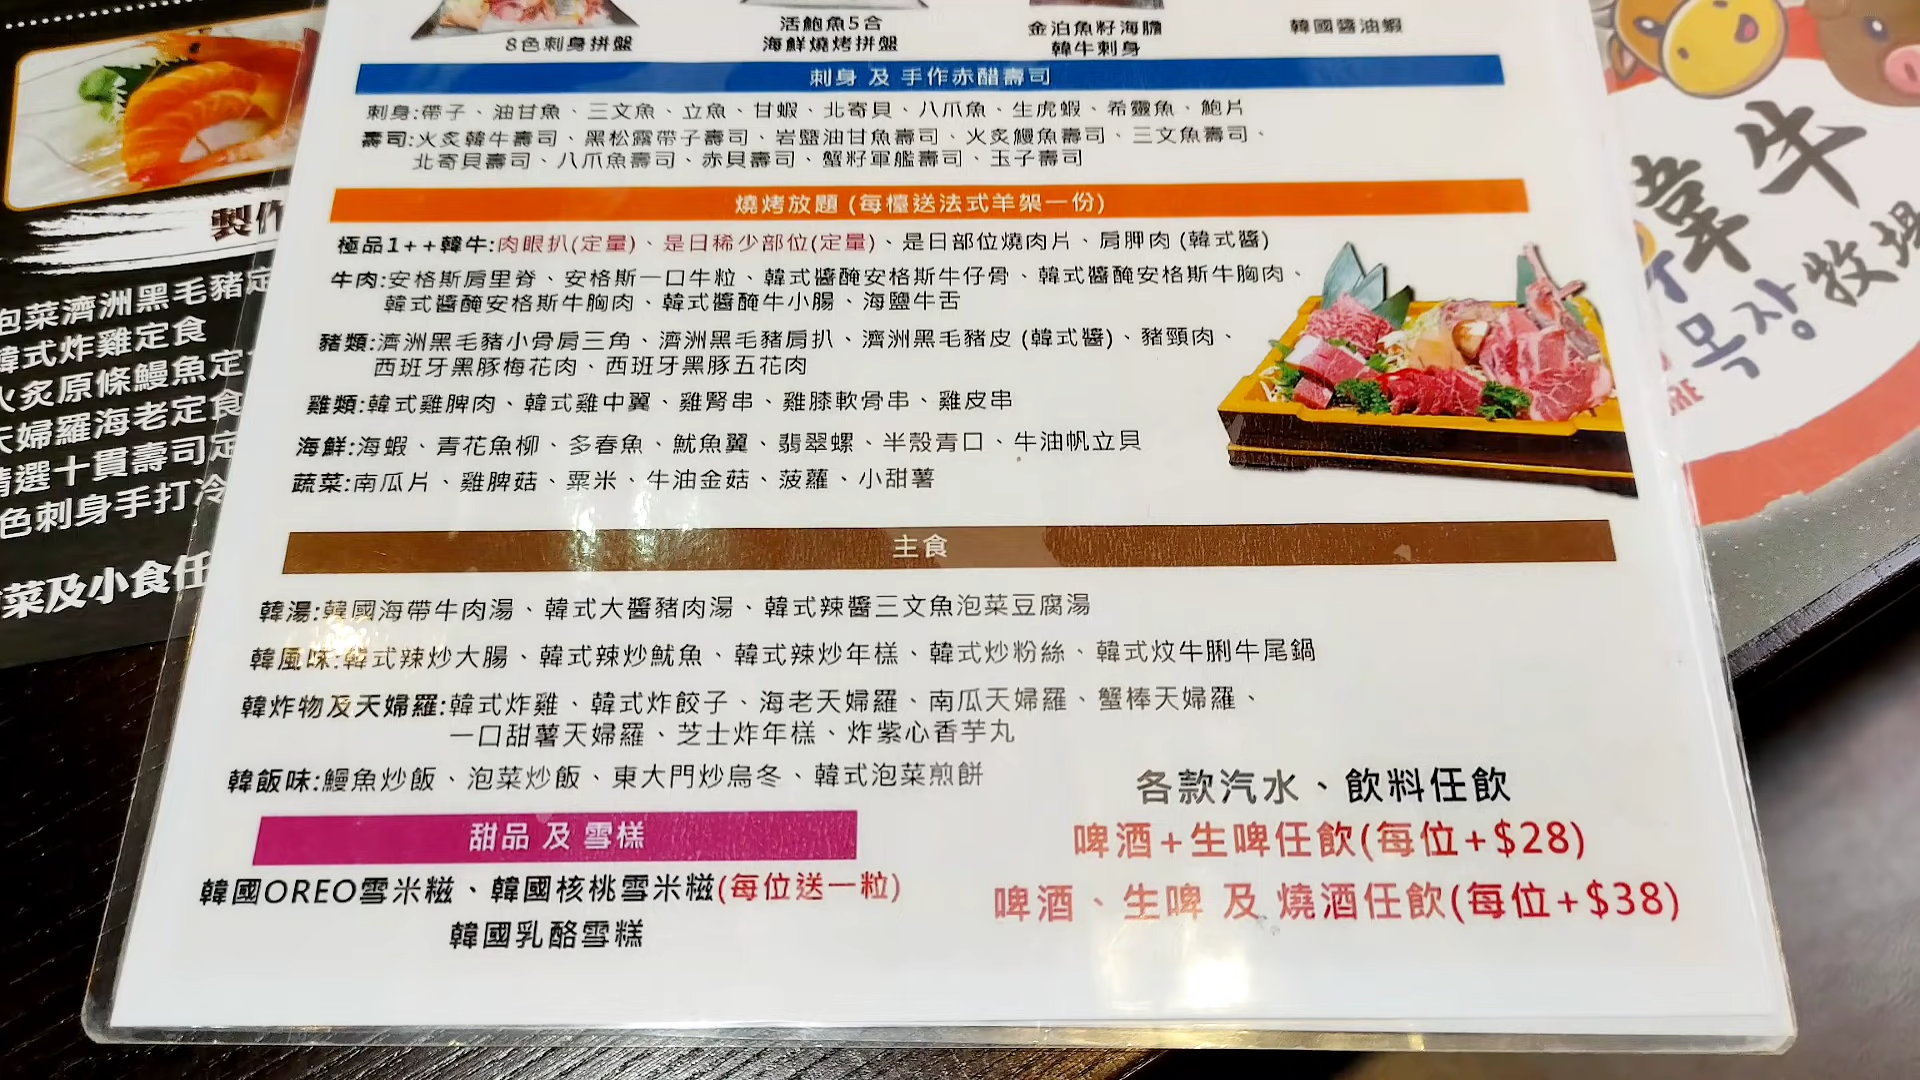 8色刺身拼盤
活鮑魚5合
海鮮燒烤拼盤
金泊魚籽海膽
韓牛刺身
韓國醬油蝦
刺身 及 手作赤醋壽司
刺身:帶子、油甘魚、三文魚、立魚、甘蝦、北寄貝、八爪魚、生虎蝦、希靈魚、鮑片
壽司:火炙韓牛壽司、黑松露帶子壽司、岩鹽油甘魚壽司、火炙鰻魚壽司、三文魚壽司、
北寄貝壽司、八爪魚壽司、赤貝壽司、蟹籽軍艦壽司、玉子壽司
燒烤放題 (每檯送法式羊架一份)
極品1++韓牛:肉眼扒(定量)、是日稀少部位(定量)、是日部位燒肉片、肩胛肉 (韓式醬)
牛肉:安格斯肩里脊、安格斯一口牛粒、韓式醬醃安格斯牛仔骨、韓式醬醃安格斯牛胸肉、
韓式醬醃安格斯牛胸肉、韓式醬醃牛小腸、海鹽牛舌
豬類:濟洲黑毛豬小骨肩三角、濟洲黑毛豬肩扒、濟洲黑毛豬皮 (韓式醬)、豬頸肉、
西班牙黑豚梅花肉、西班牙黑豚五花肉
雞類:韓式雞脾肉、韓式雞中翼、雞腎串、雞膝軟骨串、雞皮串
海鮮:海蝦、青花魚柳、多春魚、魷魚翼、翡翠螺、半殼青口、牛油帆立貝
蔬菜:南瓜片、雞脾菇、粟米、牛油金菇、菠蘿、小甜薯
主食
韓湯:韓國海帶牛肉湯、韓式大醬豬肉湯、韓式辣醬三文魚泡菜豆腐湯
韓風味:韓式辣炒大腸、韓式辣炒魷魚、韓式辣炒年糕、韓式炒粉絲、韓式炆牛脷牛尾鍋
韓炸物及天婦羅:韓式炸雞、韓式炸餃子、海老天婦羅、南瓜天婦羅、蟹棒天婦羅、
一口甜薯天婦羅、芝士炸年糕、炸紫心香芋丸
韓飯味:鰻魚炒飯、泡菜炒飯、東大門炒烏冬、韓式泡菜煎餅
甜品 及 雪糕
韓國OREO雪米糍、韓國核桃雪米糍(每位送一粒)
韓國乳酪雪糕
各款汽水、飲料任飲
啤酒+生啤任飲(每位+$28)
啤酒、生啤 及 燒酒任飲(每位+$38)
製作
泡菜濟洲黑毛豬定
韓式炸雞定食
火炙原條鰻魚定
天婦羅海老定食
精選十貫壽司定
色刺身手打冷
菜及小食任
韋牛
목장牧場